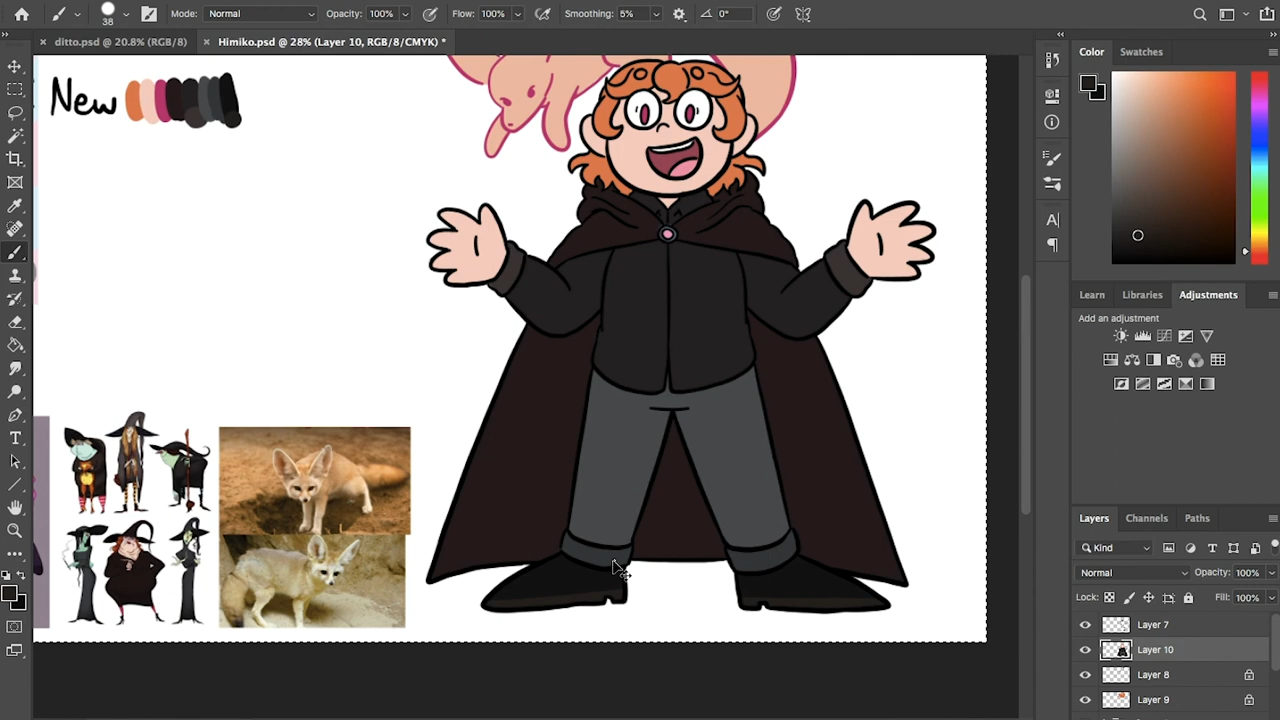 38
Mode: Normal
Opacity: 100%
Flow: 100%
Smoothing: 5%
0°
× ditto.psd @ 20.8% (RGB/8)
× Himiko.psd @ 28% (Layer 10, RGB/8/CMYK) *
New
Color
Swatches
Learn
Libraries
Adjustments
Add an adjustment
Layers
Channels
Paths
Kind
Normal
Opacity: 100%
Lock:
Fill: 100%
Layer 7
Layer 10
Layer 8
Layer 9